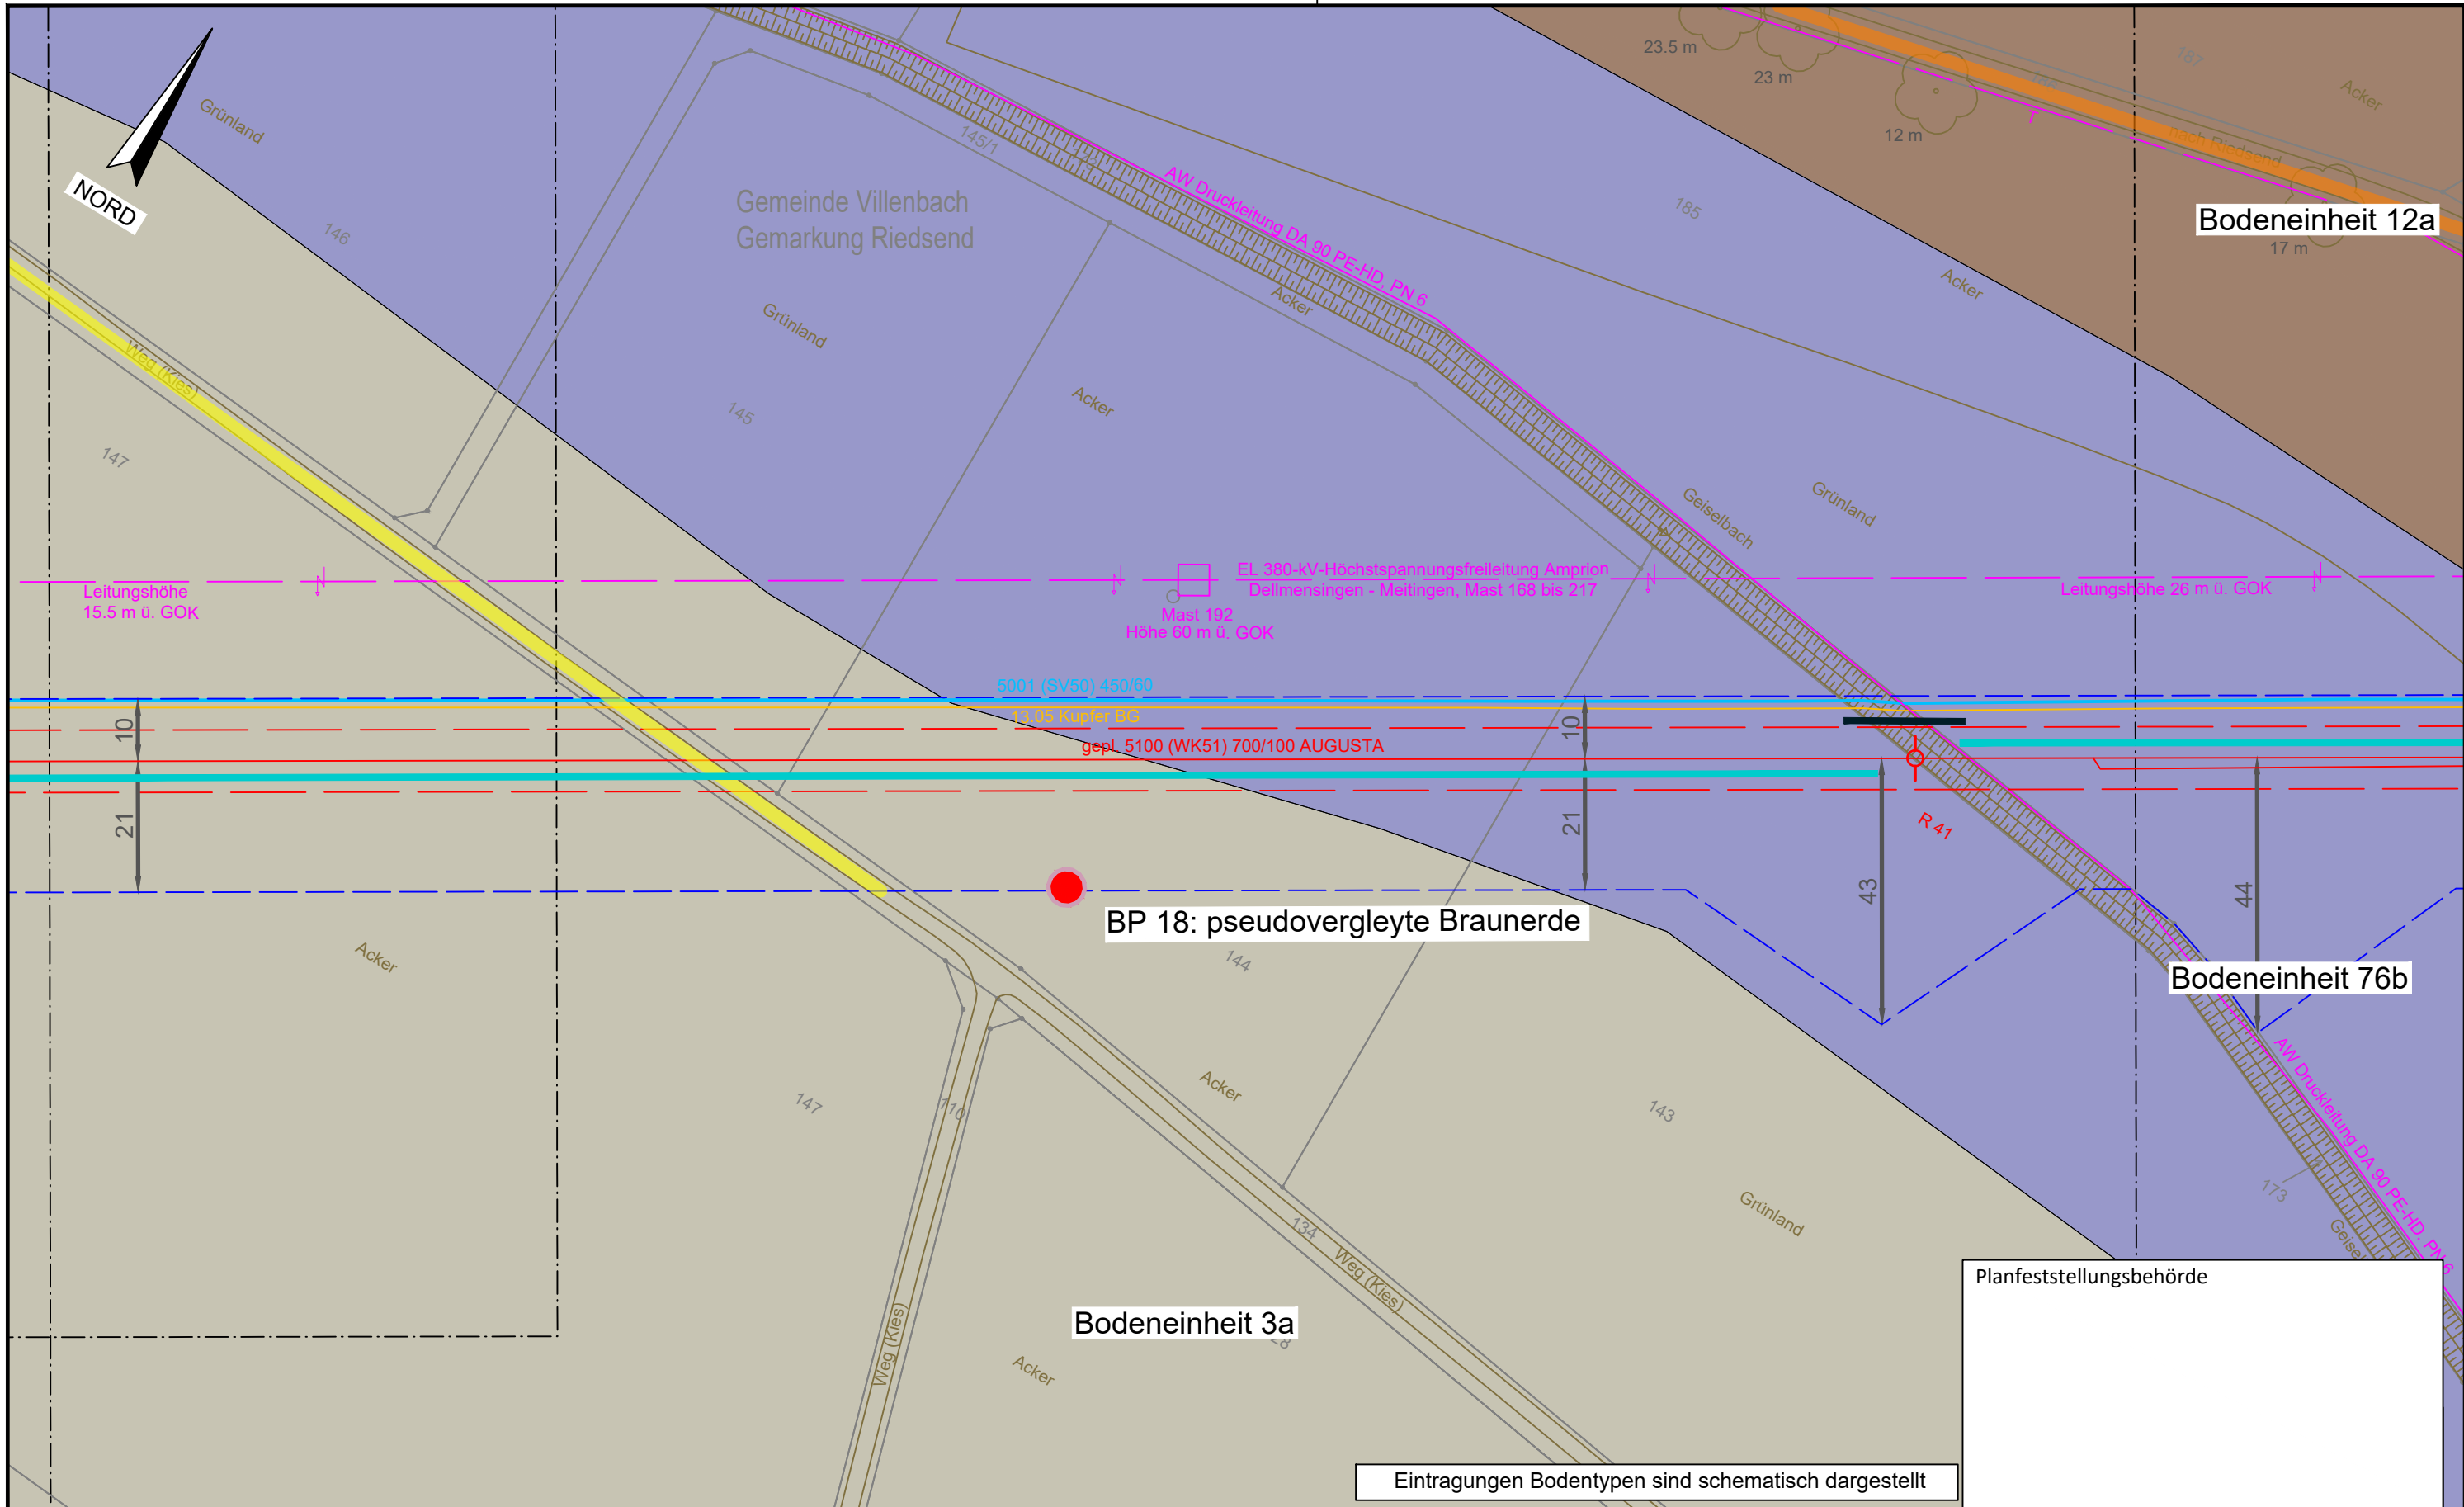 23.5 m
23 m
12 m
187
Acker
nach Riedsend
Bodeneinheit 12a
17 m
Grünland
NORD
146
145/1
Gemeinde Villenbach
Gemarkung Riedsend
AW Druckleitung DA 90 PE-HD, PN 6
T
185
Acker
Acker
Grünland
Weg (Kies)
147
145
Acker
Geiselbach
Grünland
Leitungshöhe
15.5 m ü. GOK
EL 380-kV-Höchstspannungsfreileitung Amprion
Dellmensingen - Meitingen, Mast 168 bis 217
Mast 192
Höhe 60 m ü. GOK
Leitungshöhe 26 m ü. GOK
5001 (SV50) 450/60
13.05 Kupfer BG
gepl. 5100 (WK51) 700/100 AUGUSTA
10
10
21
21
R 41
43
44
BP 18: pseudovergleyte Braunerde
Acker
144
Bodeneinheit 76b
AW Druckleitung DA 90 PE-HD, PN 6
Acker
147
110
143
173
Grünland
134
Weg (Kies)
Geisel
Planfeststellungsbehörde
Bodeneinheit 3a
28
Weg (Kies)
Acker
Eintragungen Bodentypen sind schematisch dargestellt